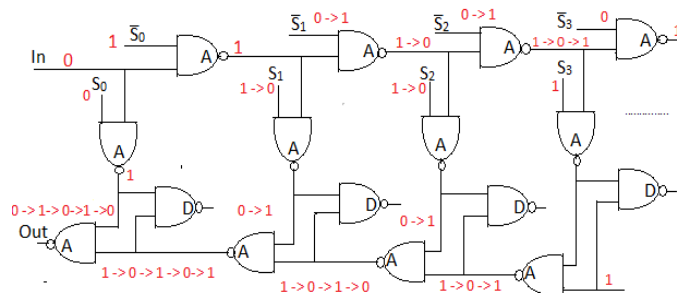 S̅₀ 1 S̅₁ 0->1 S̅₂ 0->1 S̅₃ 0
In 0 A 1 A 1->0 A 1->0->1 A 1
S₀ 0 S₁ 1->0 S₂ 1->0 S₃ 1
A A A A
1
0->1->0->1->0 D 0->1 D 0->1 D D
Out A A A A 1
1->0->1->0->1 1->0->1->0 1->0->1